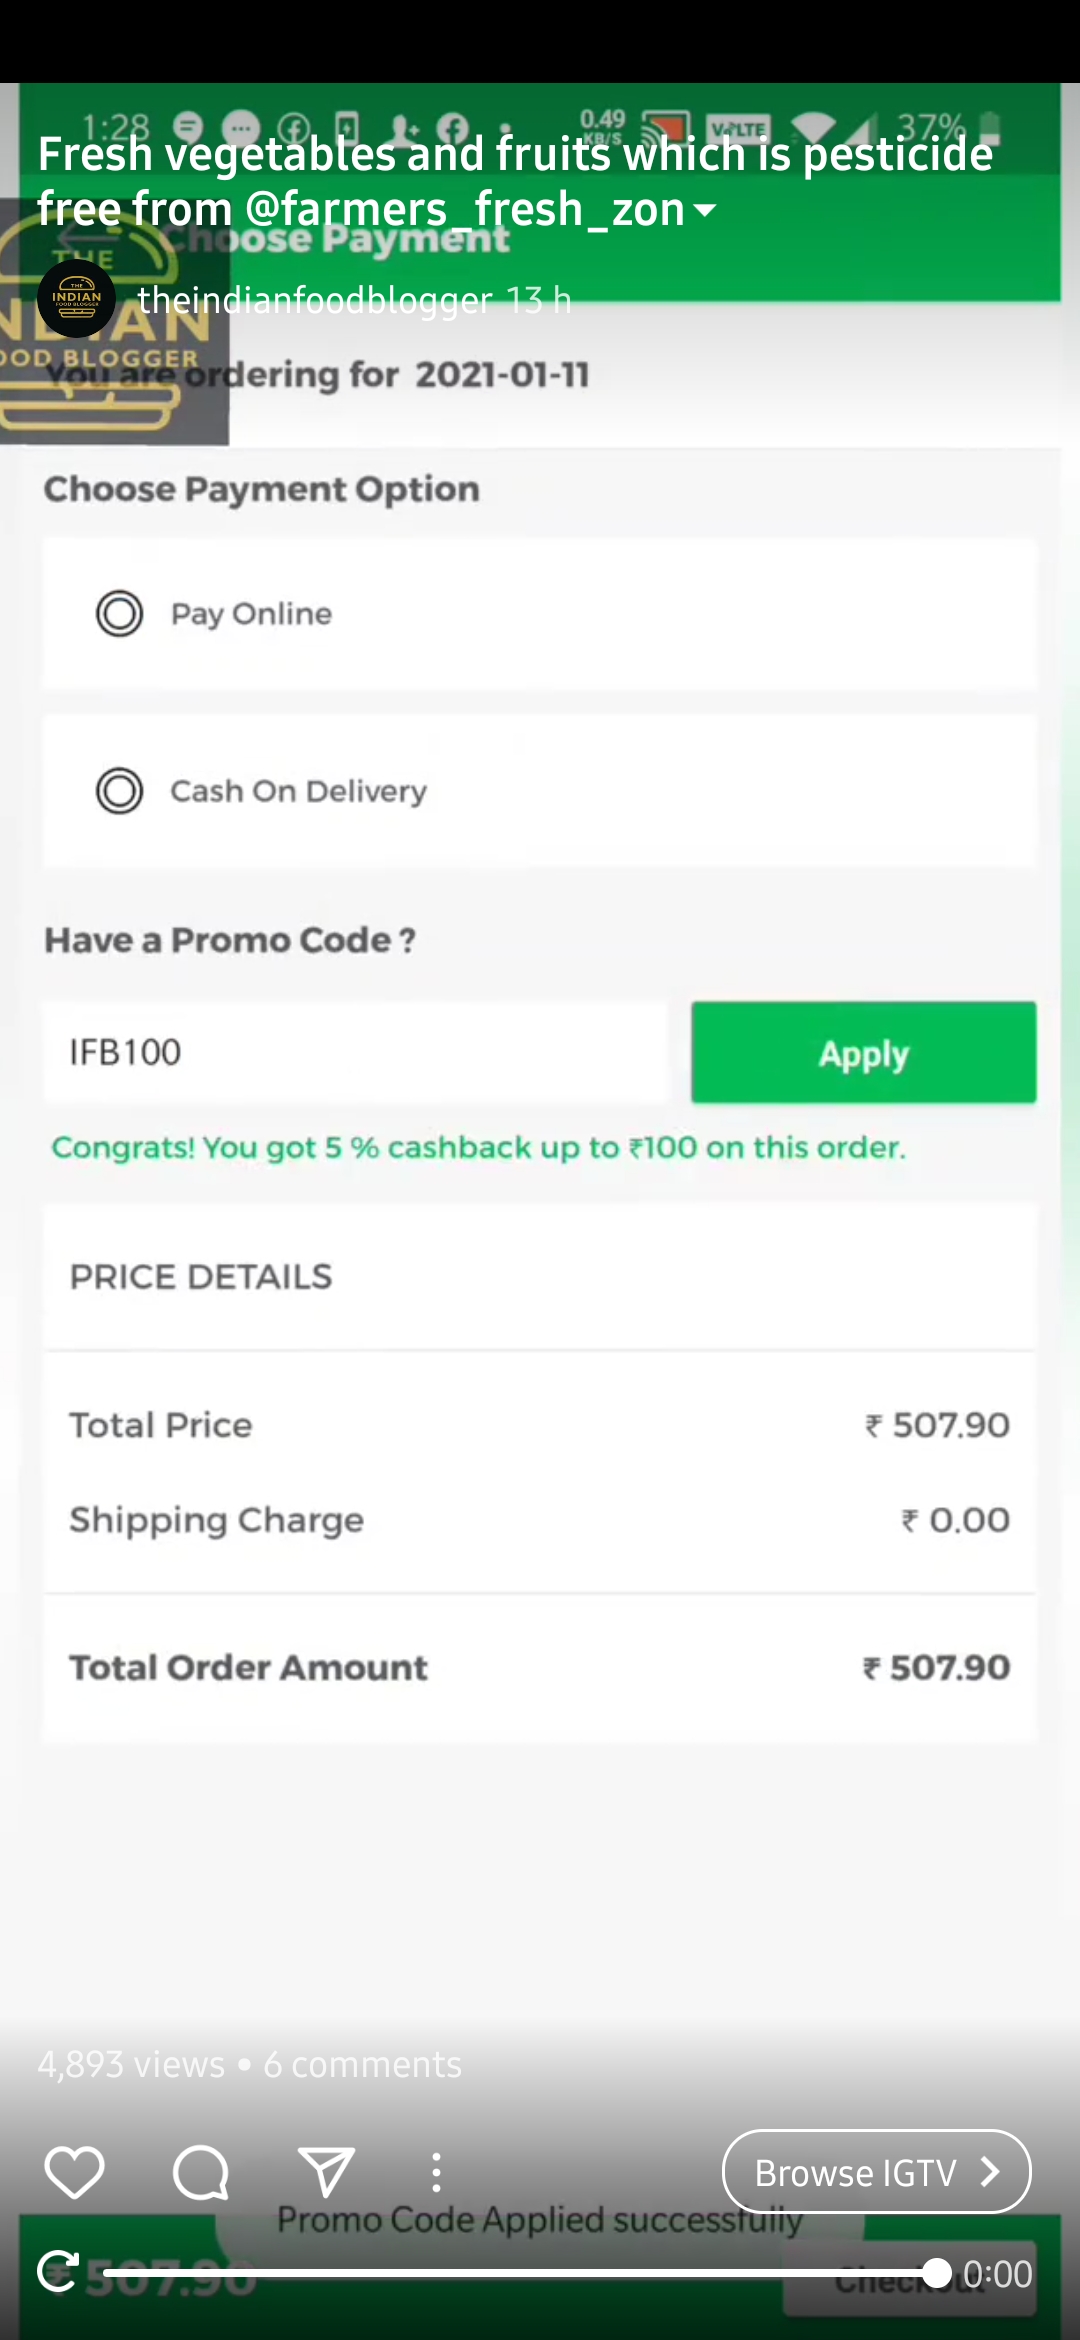 1:28
0.49
KB/S
VoLTE
37%
Fresh vegetables and fruits which is pesticide
free from @farmers_fresh_zon
Choose Payment
THE
INDIAN
FOOD BLOGGER
theindianfoodblogger 13 h
THE
NDIAN
OOD BLOGGER
You are ordering for 2021-01-11
Choose Payment Option
Pay Online
Cash On Delivery
Have a Promo Code ?
IFB100
Apply
Congrats! You got 5 % cashback up to ₹100 on this order.
PRICE DETAILS
Total Price
₹ 507.90
Shipping Charge
₹ 0.00
Total Order Amount
₹ 507.90
4,893 views • 6 comments
Browse IGTV
Promo Code Applied successfully
₹ 507.90
Checkout
0:00